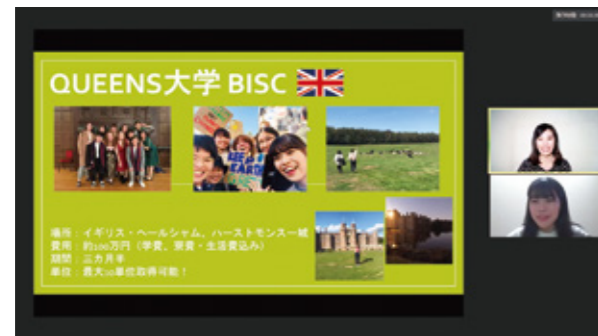 QUEENS大学 BISC
場所：イギリス・ヘールシャム、ハーストモンスー城
費用：約100万円（学費、寮費・生活費込み）
期間：三カ月半
単位：最大10単位取得可能！